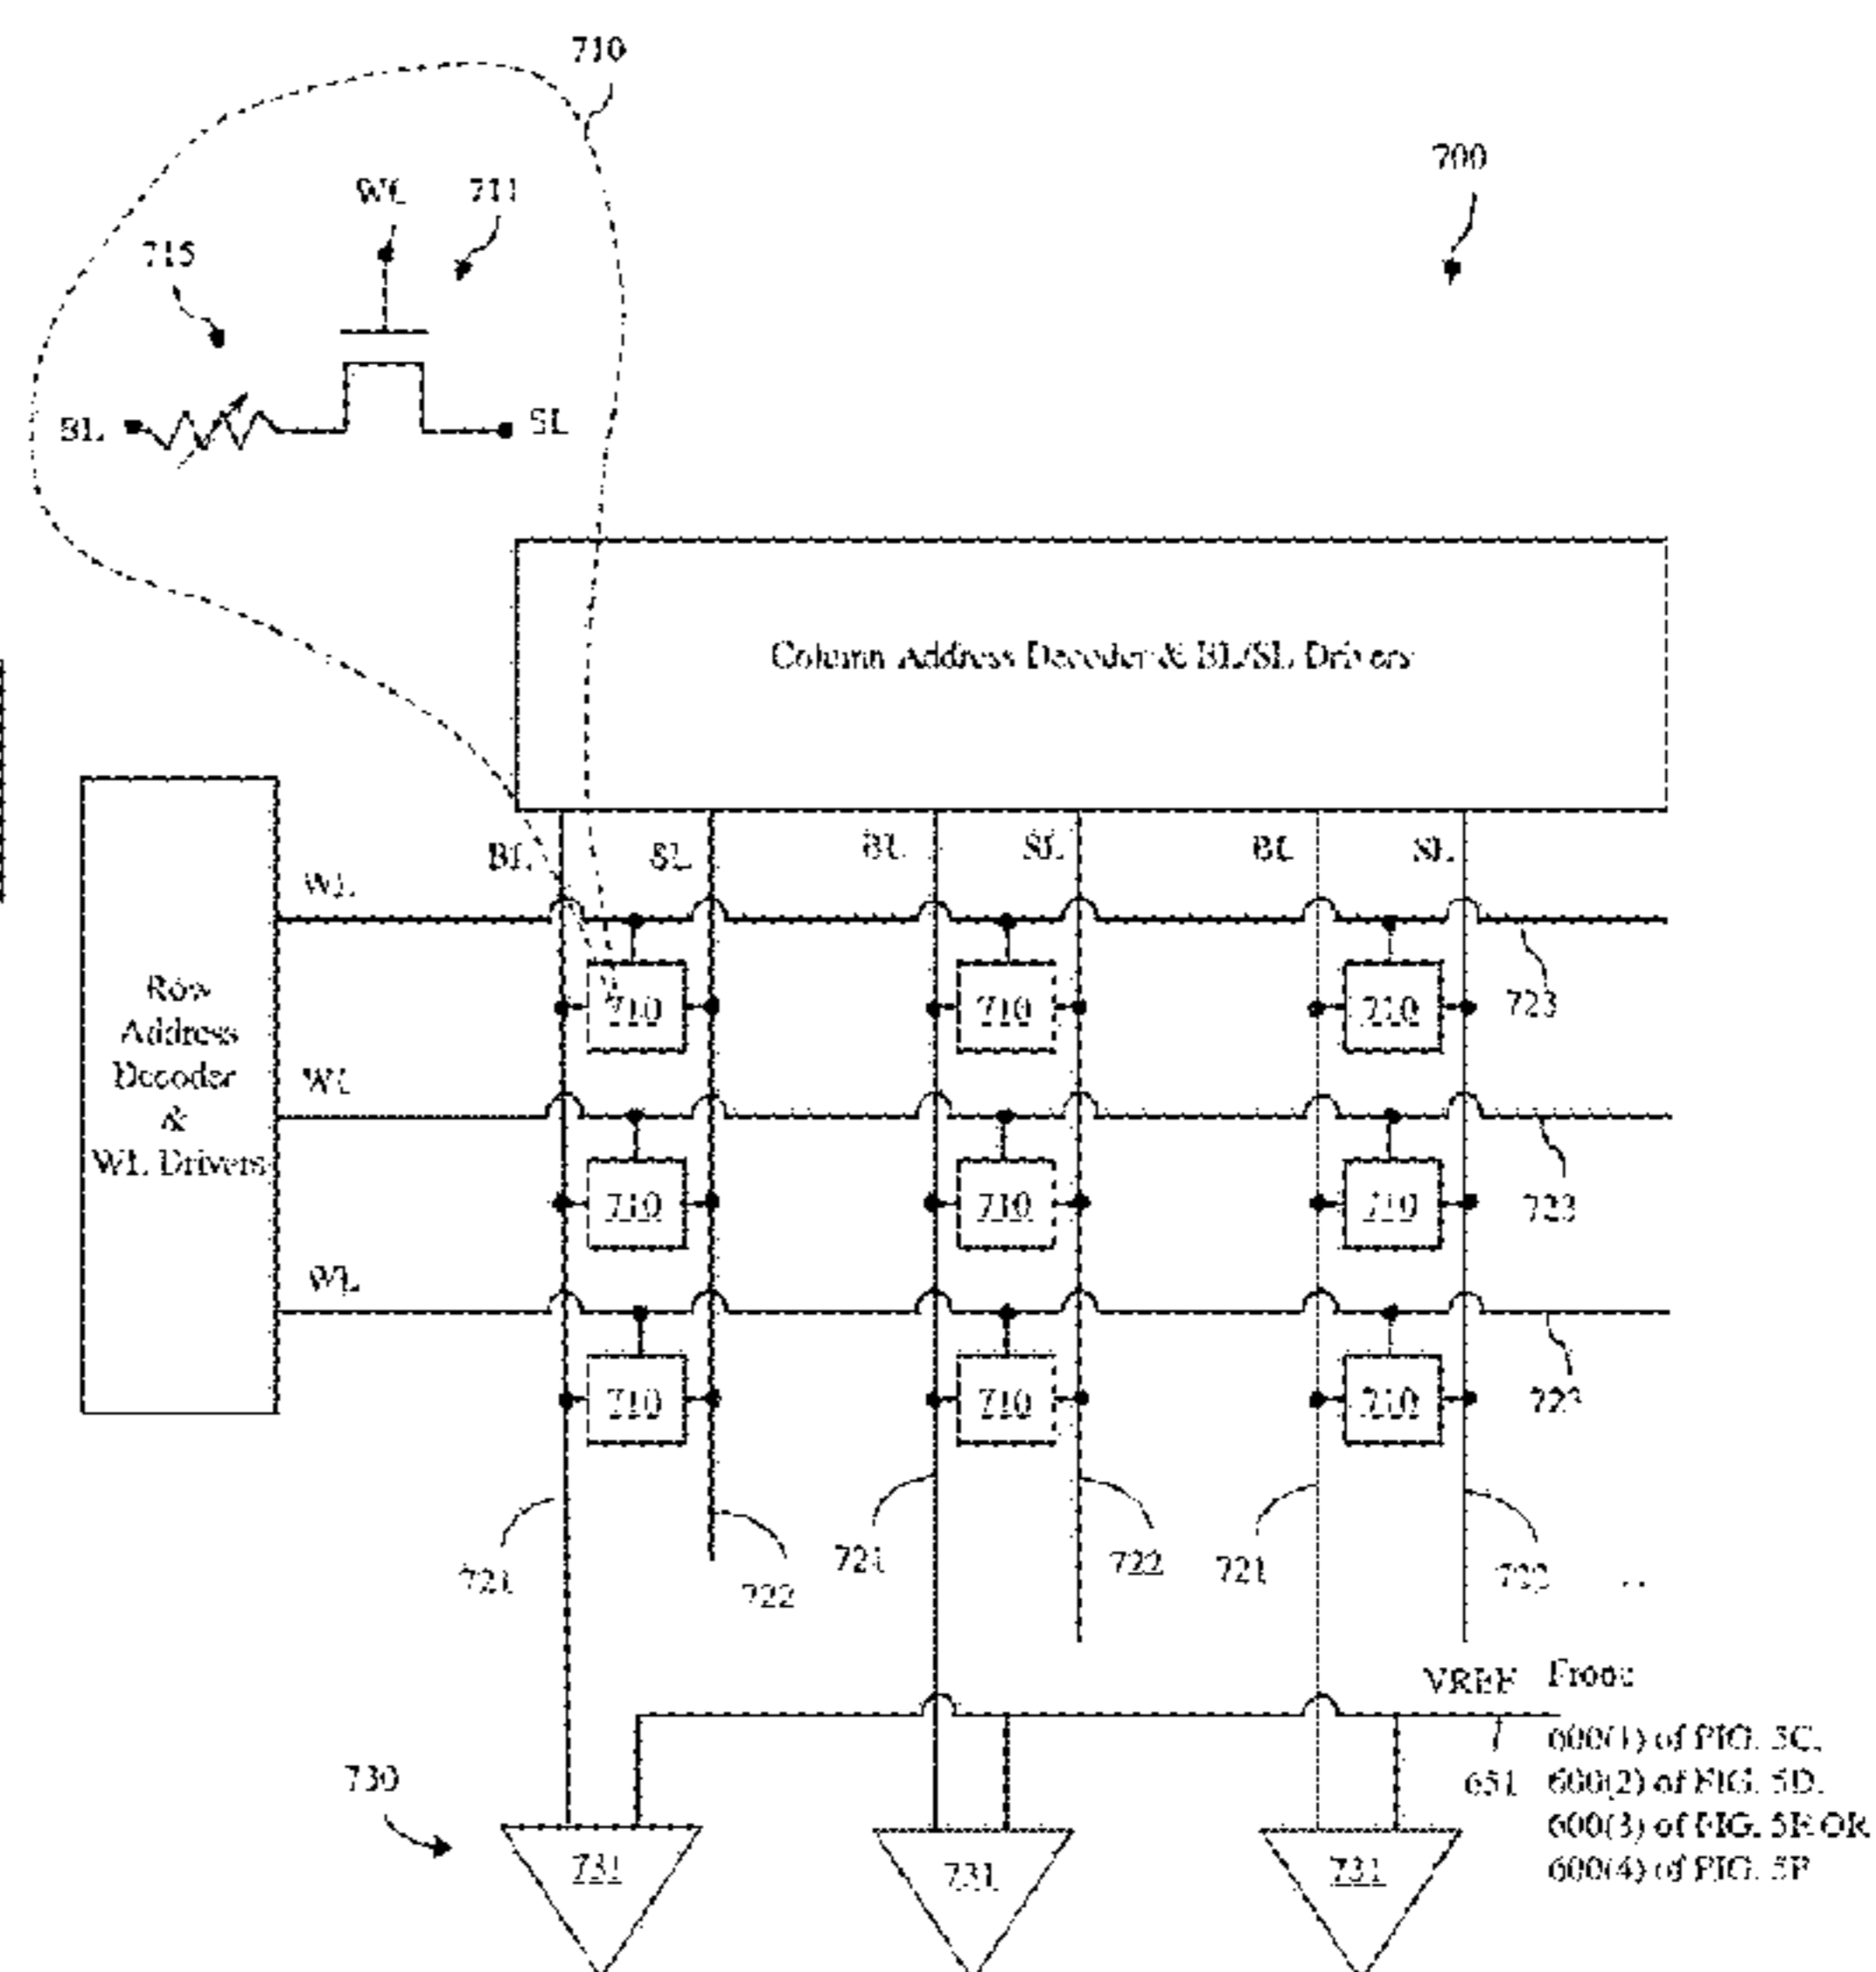 710
700
WL
711
715
BL
SL
Column Address Decoder & BL/SL Drivers
BL
SL
BL
SL
BL
SL
WL
710
710
710
723
Row
Address
Decoder
&
WL Drivers
WL
710
710
710
723
WL
710
710
710
723
721
722
721
722
721
722
VREF
From:
651
600(1) of FIG. 5C,
600(2) of FIG. 5D,
600(3) of FIG. 5E OR
600(4) of FIG. 5F
730
731
731
731